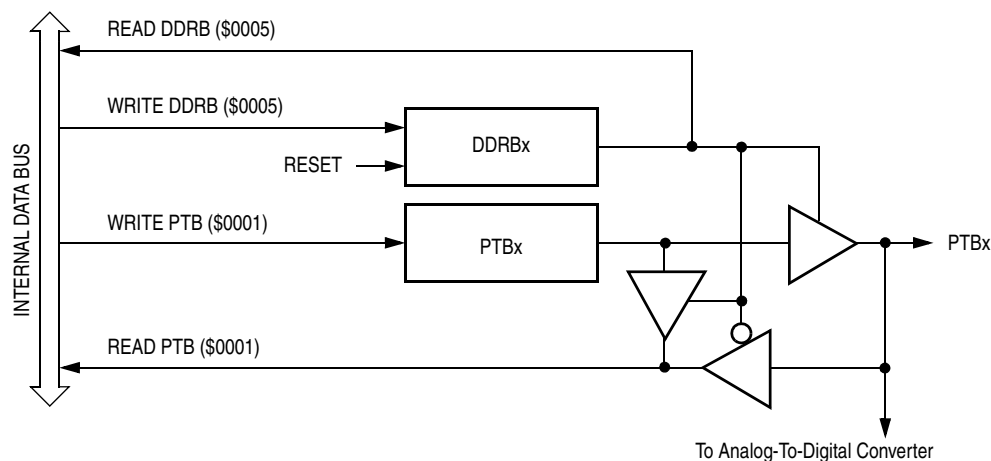 READ DDRB ($0005)
WRITE DDRB ($0005)
DDRBx
RESET
WRITE PTB ($0001)
PTBx
PTBx
INTERNAL DATA BUS
READ PTB ($0001)
To Analog-To-Digital Converter